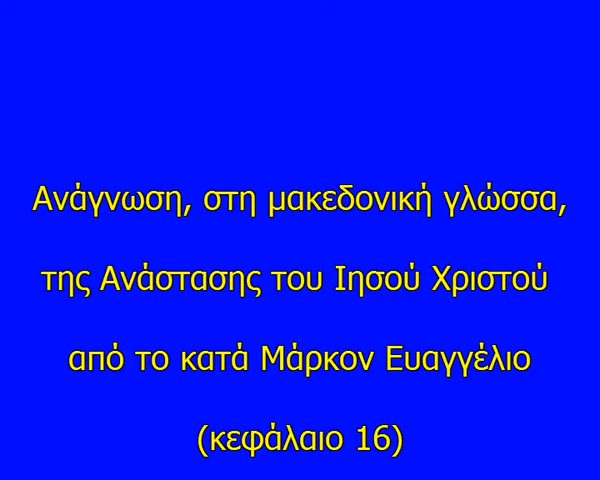 Ανάγνωση, στη μακεδονική γλώσσα,
της Ανάστασης του Ιησού Χριστού
από το κατά Μάρκον Ευαγγέλιο
(κεφάλαιο 16)